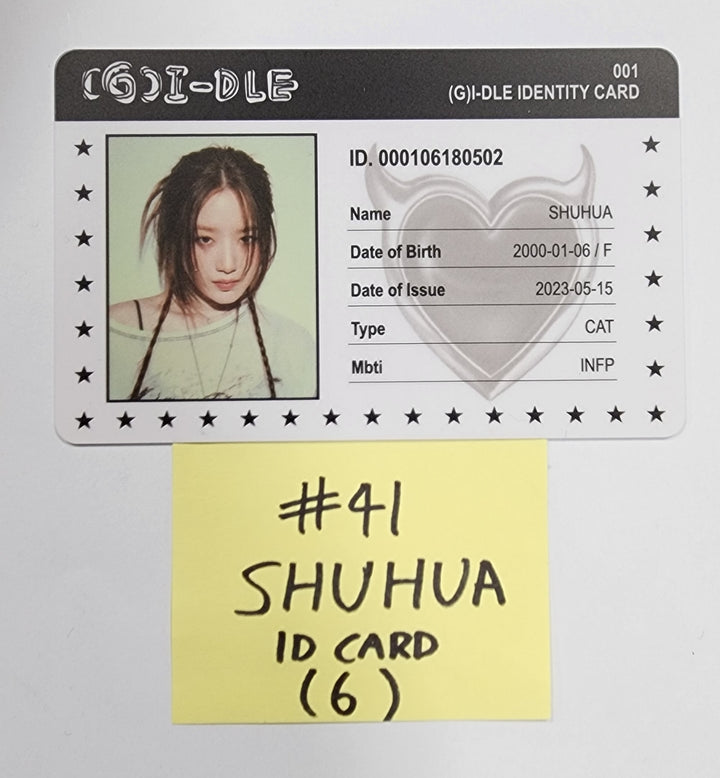 (G)I-DLE
001
(G)I-DLE IDENTITY CARD
ID. 000106180502
Name SHUHUA
Date of Birth 2000-01-06 / F
Date of Issue 2023-05-15
Type CAT
Mbti INFP
#41
SHUHUA
ID CARD
(6)